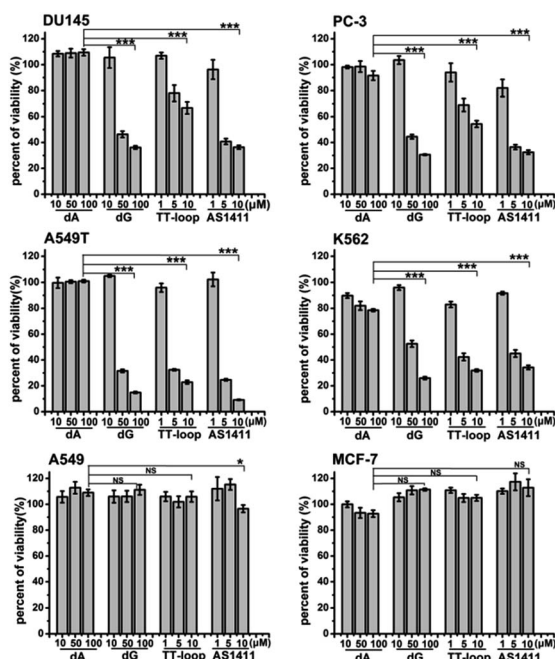 DU145
percent of viability (%)
120
100
80
60
40
20
0
***
***
***
10 50 100 10 50 100 1 5 10 1 5 10 (μM)
dA dG TT-loop AS1411
PC-3
percent of viability (%)
120
100
80
60
40
20
0
***
***
***
10 50 100 10 50 100 1 5 10 1 5 10 (μM)
dA dG TT-loop AS1411
A549T
percent of viability(%)
120
100
80
60
40
20
0
***
***
***
10 50 100 10 50 100 1 5 10 1 5 10 (μM)
dA dG TT-loop AS1411
K562
percent of viability(%)
120
100
80
60
40
20
0
***
***
***
10 50 100 10 50 100 1 5 10 1 5 10 (μM)
dA dG TT-loop AS1411
A549
percent of viability(%)
120
100
80
60
40
20
0
*
NS
NS
10 50 100 10 50 100 1 5 10 1 5 10(μM)
dA dG TT-loop AS1411
MCF-7
percent of viability(%)
120
100
80
60
40
20
0
NS
NS
NS
10 50 100 10 50 100 1 5 10 1 5 10(μM)
dA dG TT-loop AS1411